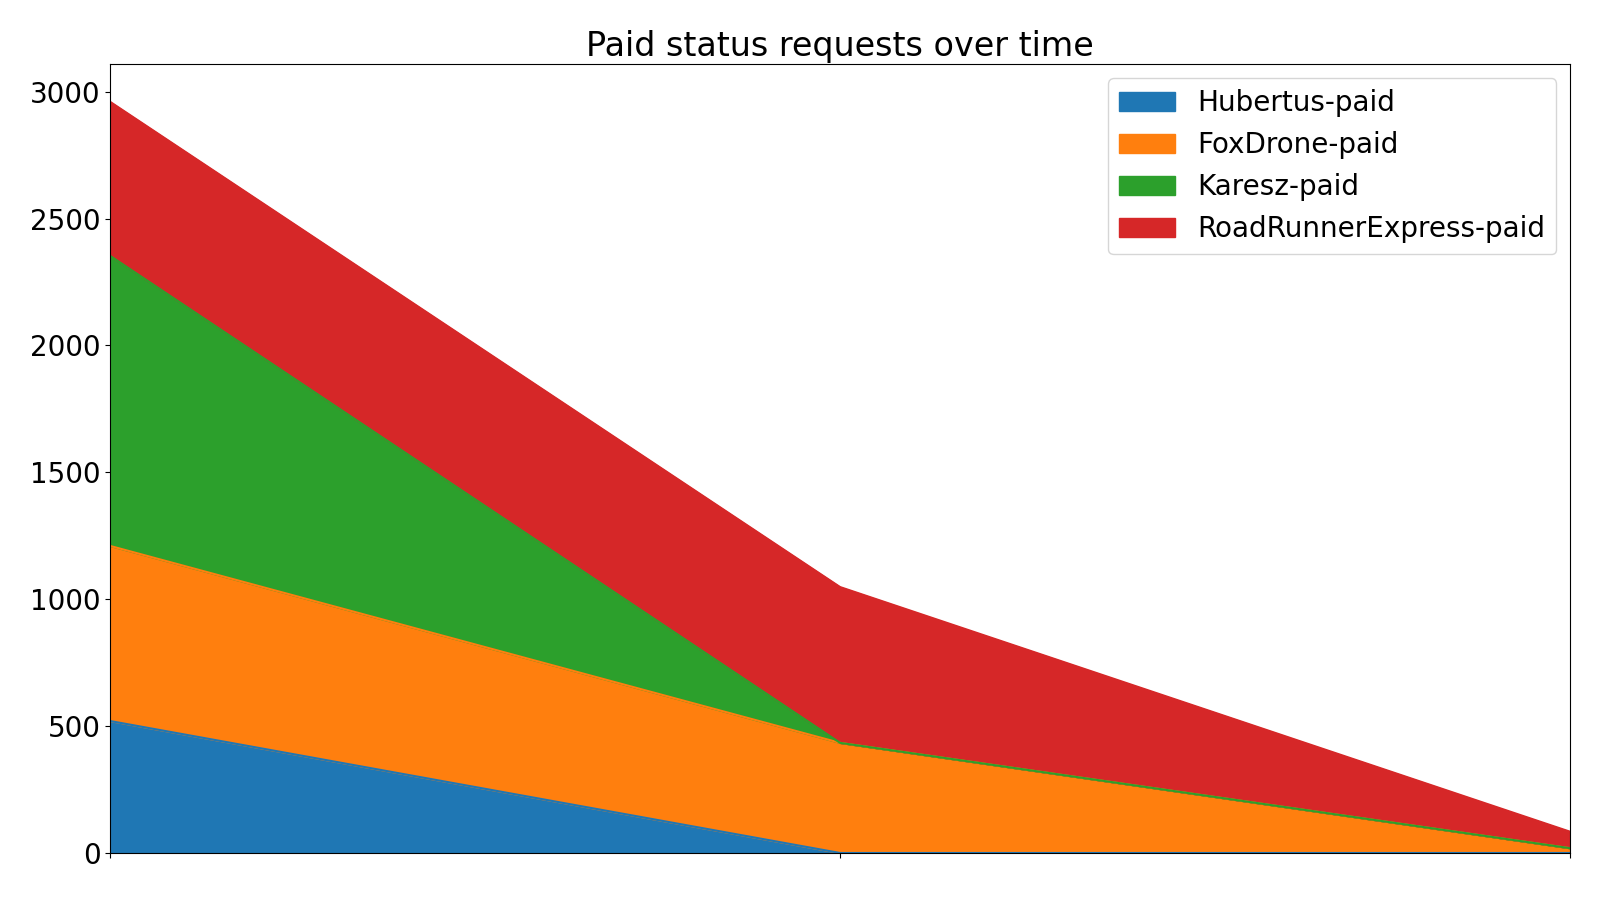 Paid status requests over time
3000
2500
2000
1500
1000
500
0
Hubertus-paid
FoxDrone-paid
Karesz-paid
RoadRunnerExpress-paid